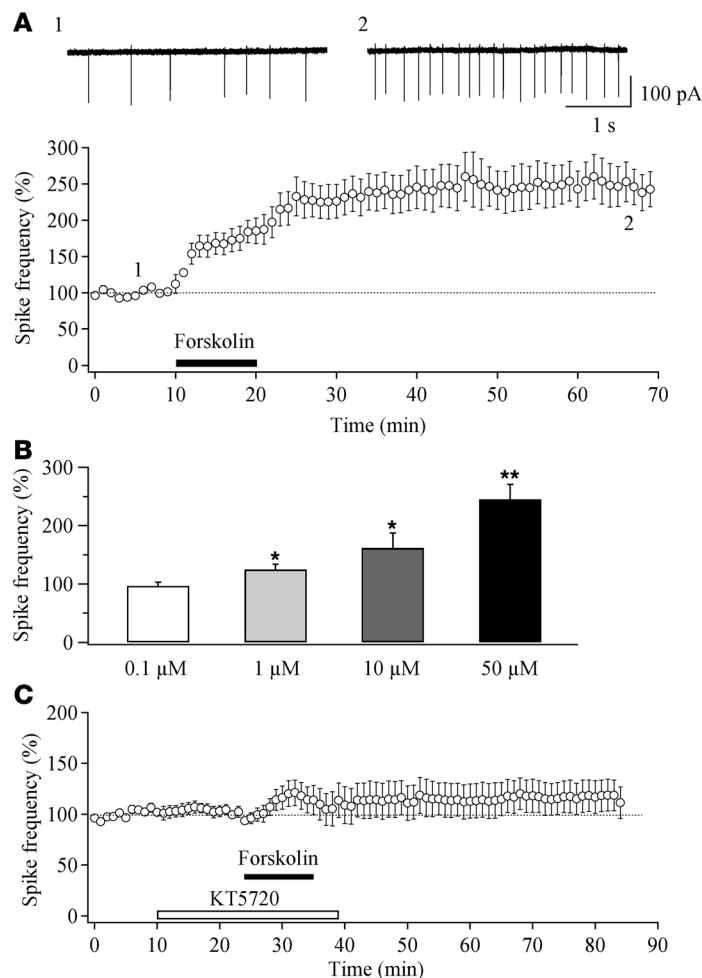 A
1
2
100 pA
1 s
Spike frequency (%)
300
250
200
150
100
50
0
1
2
Forskolin
0 10 20 30 40 50 60 70
Time (min)
B
Spike frequency (%)
300
200
100
0
* * **
0.1 µM 1 µM 10 µM 50 µM
C
Spike frequency (%)
200
150
100
50
0
Forskolin
KT5720
0 10 20 30 40 50 60 70 80 90
Time (min)